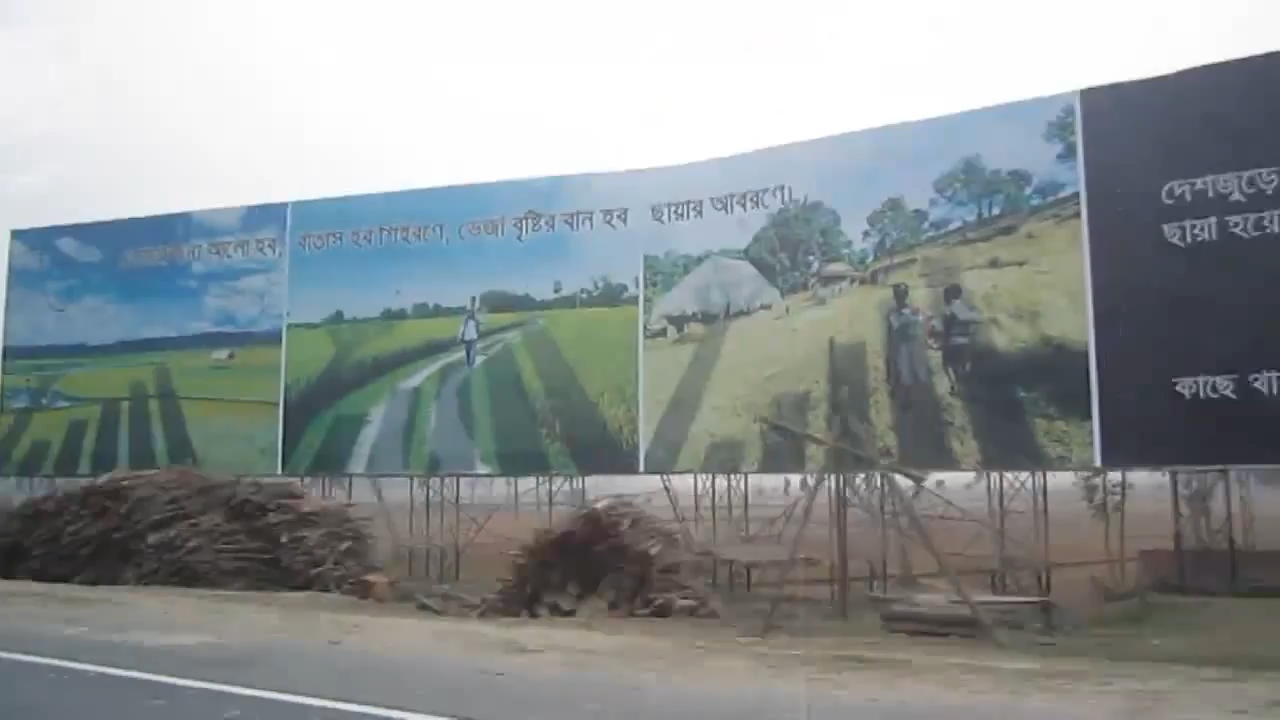 আলো হব, বাতাস হব শিহরণে, ভেজা বৃষ্টির বান হব ছায়ার আবরণে।
দেশজুড়ে
ছায়া হয়ে
কাছে